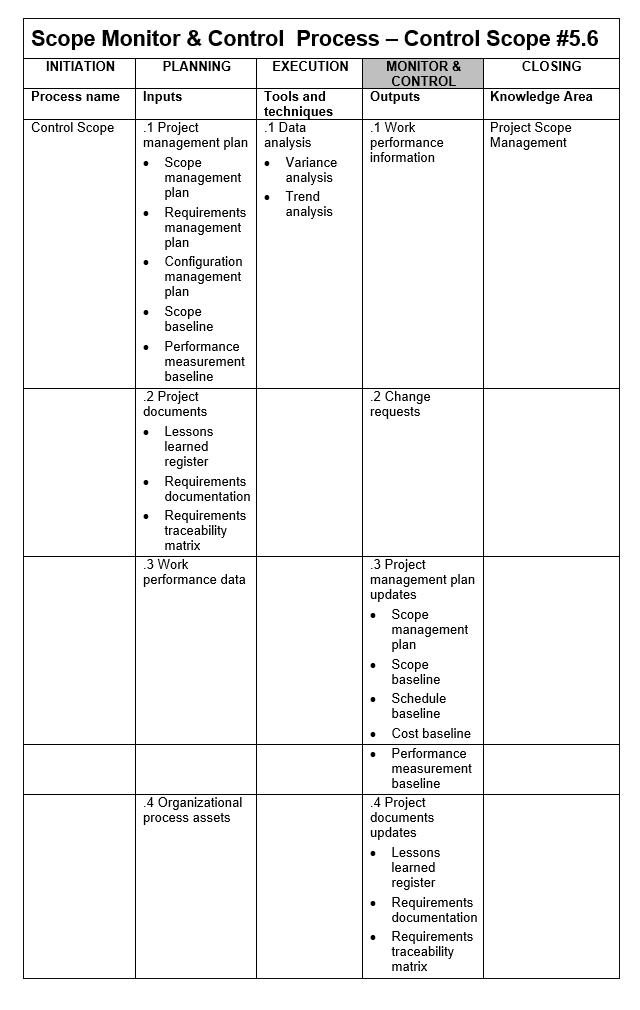 Scope Monitor & Control  Process – Control Scope #5.6
INITIATION
PLANNING
EXECUTION
MONITOR &
CONTROL
CLOSING
Process name
Inputs
Tools and
techniques
Outputs
Knowledge Area
Control Scope
.1 Project
management plan
• Scope
management
plan
• Requirements
management
plan
• Configuration
management
plan
• Scope
baseline
• Performance
measurement
baseline
.1 Data
analysis
• Variance
analysis
• Trend
analysis
.1 Work
performance
information
Project Scope
Management
.2 Project
documents
• Lessons
learned
register
• Requirements
documentation
• Requirements
traceability
matrix
.2 Change
requests
.3 Work
performance data
.3 Project
management plan
updates
• Scope
management
plan
• Scope
baseline
• Schedule
baseline
• Cost baseline
• Performance
measurement
baseline
.4 Organizational
process assets
.4 Project
documents
updates
• Lessons
learned
register
• Requirements
documentation
• Requirements
traceability
matrix